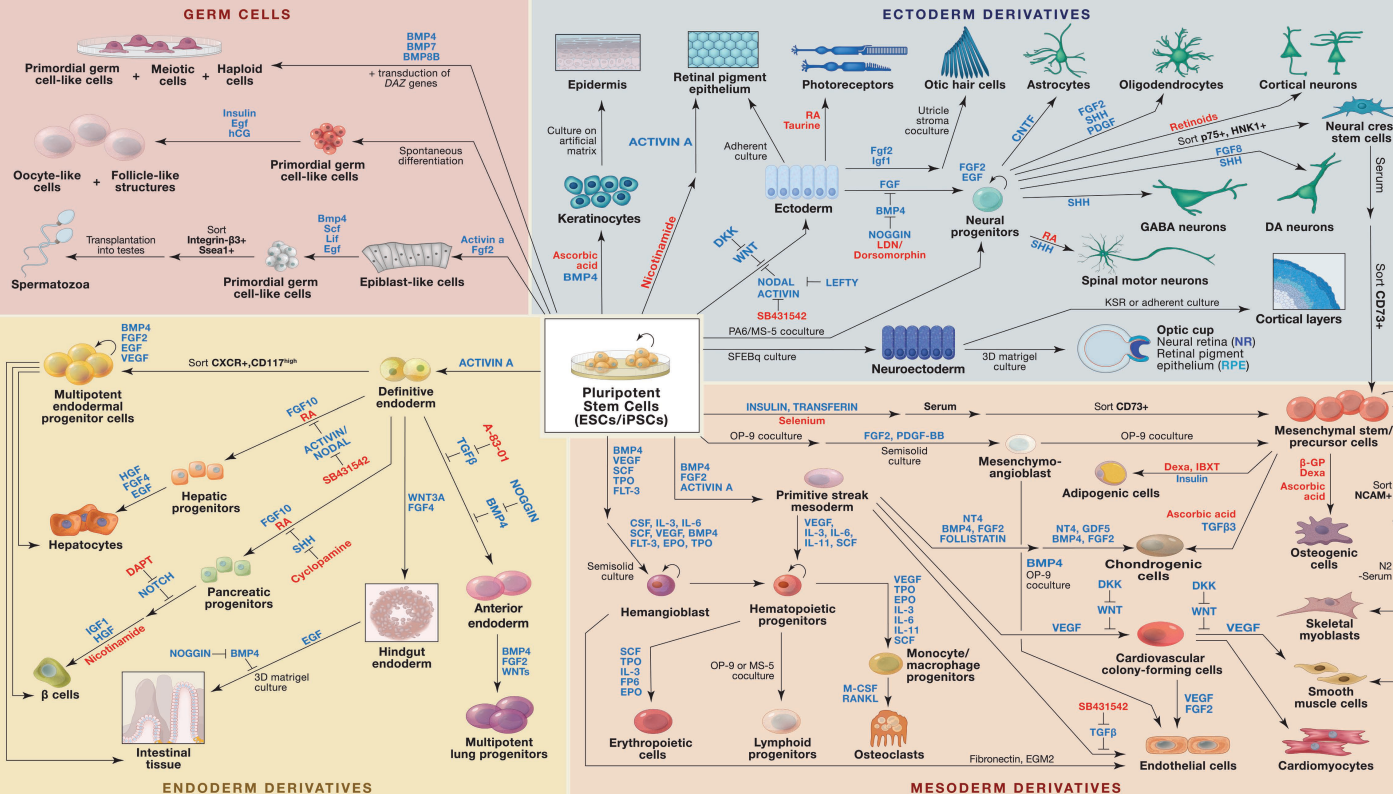 GERM CELLS
BMP4
BMP7
BMP8B
+ transduction of
DAZ genes
Primordial germ
cell-like cells
+
Meiotic
cells
+
Haploid
cells
Insulin
Egf
hCG
Spontaneous
differentiation
Primordial germ
cell-like cells
Oocyte-like
cells
+
Follicle-like
structures
Transplantation
into testes
Sort
Integrin-β3+
Ssea1+
Bmp4
Scf
Lif
Egf
Activin a
Fgf2
Spermatozoa
Primordial germ
cell-like cells
Epiblast-like cells
ECTODERM DERIVATIVES
Epidermis
Retinal pigment
epithelium
Photoreceptors
Otic hair cells
Astrocytes
Oligodendrocytes
Cortical neurons
Culture on
artificial
matrix
ACTIVIN A
Adherent
culture
RA
Taurine
Utricle
stroma
coculture
CNTF
FGF2
SHH
PDGF
Retinoids
Sort p75+, HNK1+
Neural cres
stem cells
FGF8
SHH
Serum
Fgf2
Igf1
FGF
FGF2
EGF
Keratinocytes
Ectoderm
BMP4
NOGGIN
LDN/
Dorsomorphin
Neural
progenitors
SHH
GABA neurons
DA neurons
RA
SHH
Spinal motor neurons
Ascorbic
acid
BMP4
Nicotinamide
DKK
WNT
NODAL
ACTIVIN
LEFTY
SB431542
Sort CD73+
PA6/MS-5 coculture
SFEBq culture
Neuroectoderm
KSR or adherent culture
Cortical layers
3D matrigel
culture
Optic cup
Neural retina (NR)
Retinal pigment
epithelium (RPE)
Pluripotent
Stem Cells
(ESCs/iPSCs)
BMP4
FGF2
EGF
VEGF
Sort CXCR+,CD117high
ACTIVIN A
Multipotent
endodermal
progenitor cells
Definitive
endoderm
FGF10
RA
ACTIVIN/
NODAL
SB431542
A-83-01
TGFβ
NOGGIN
BMP4
HGF
FGF4
EGF
Hepatic
progenitors
WNT3A
FGF4
Hepatocytes
FGF10
RA
SHH
Cyclopamine
DAPT
NOTCH
Pancreatic
progenitors
IGF1
HGF
Nicotinamide
Anterior
endoderm
EGF
Hindgut
endoderm
NOGGIN
BMP4
3D matrigel
culture
BMP4
FGF2
WNTs
β cells
Intestinal
tissue
Multipotent
lung progenitors
ENDODERM DERIVATIVES
INSULIN, TRANSFERIN
Selenium
Serum
Sort CD73+
OP-9 coculture
FGF2, PDGF-BB
Semisolid
culture
OP-9 coculture
Mesenchymal stem/
precursor cells
BMP4
VEGF
SCF
TPO
FLT-3
BMP4
FGF2
ACTIVIN A
Mesenchymo-
angioblast
Primitive streak
mesoderm
Dexa, IBXT
Insulin
Adipogenic cells
β-GP
Dexa
Ascorbic
acid
Sort
NCAM+
CSF, IL-3, IL-6
SCF, VEGF, BMP4
FLT-3, EPO, TPO
VEGF,
IL-3, IL-6,
IL-11, SCF
NT4
BMP4, FGF2
FOLLISTATIN
NT4, GDF5
BMP4, FGF2
Ascorbic acid
TGFβ3
Chondrogenic
cells
Osteogenic
cells
Semisolid
culture
Hemangioblast
Hematopoietic
progenitors
VEGF
TPO
EPO
IL-3
IL-6
IL-11
SCF
BMP4
OP-9
coculture
DKK
WNT
DKK
WNT
N2
-Serum
VEGF
VEGF
Skeletal
myoblasts
SCF
TPO
IL-3
FP6
EPO
OP-9 or MS-5
coculture
Monocyte/
macrophage
progenitors
Cardiovascular
colony-forming cells
M-CSF
RANKL
SB431542
TGFβ
VEGF
FGF2
Smooth
muscle cells
Erythropoietic
cells
Lymphoid
progenitors
Osteoclasts
Fibronectin, EGM2
Endothelial cells
Cardiomyocytes
MESODERM DERIVATIVES